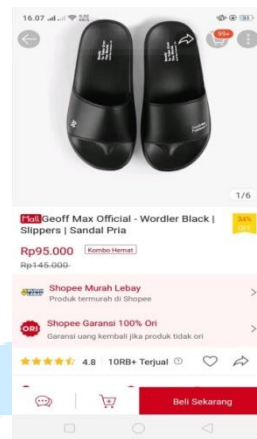 16.07
99+
1/6
Mall Geoff Max Official - Wordler Black |
Slippers | Sandal Pria
34%
OFF
Rp95.000 Kombo Hemat
Rp145.000
Shopee Murah Lebay
Produk termurah di Shopee
ORI
Shopee Garansi 100% Ori
Garansi uang kembali jika produk tidak ori
4.8 10RB+ Terjual
Beli Sekarang